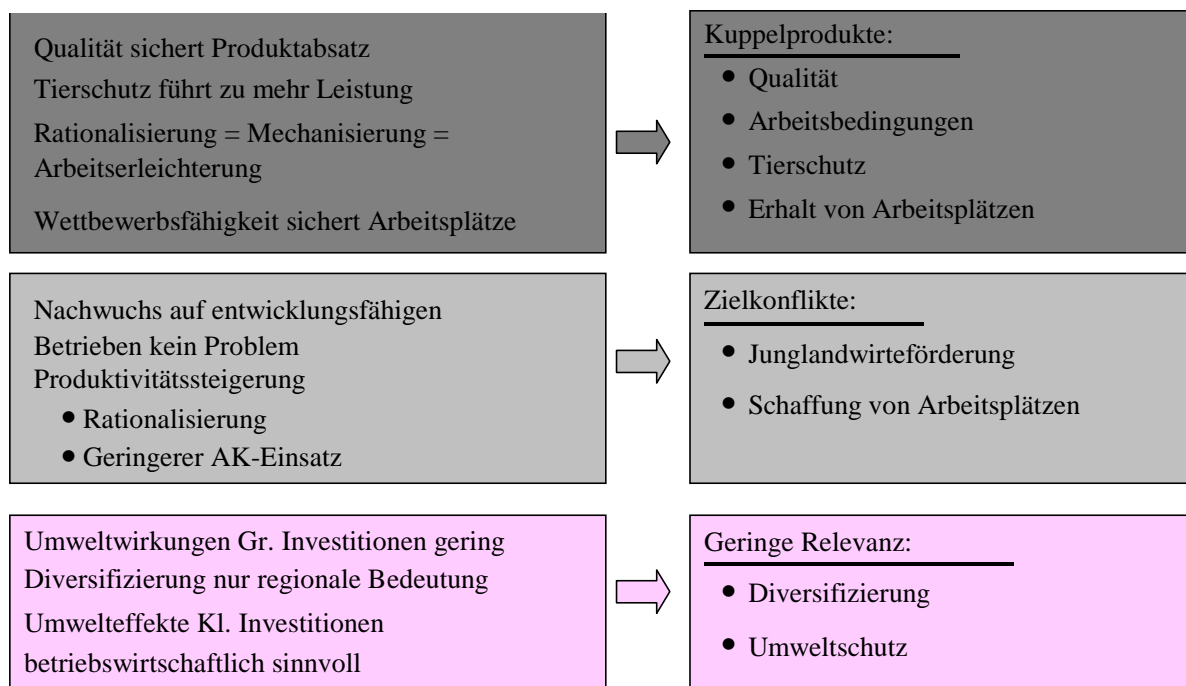 Qualität sichert Produktabsatz
Tierschutz führt zu mehr Leistung
Rationalisierung = Mechanisierung =
Arbeitserleichterung
Wettbewerbsfähigkeit sichert Arbeitsplätze
Kuppelprodukte:
• Qualität
• Arbeitsbedingungen
• Tierschutz
• Erhalt von Arbeitsplätzen
Nachwuchs auf entwicklungsfähigen
Betrieben kein Problem
Produktivitätssteigerung
• Rationalisierung
• Geringerer AK-Einsatz
Zielkonflikte:
• Junglandwirteförderung
• Schaffung von Arbeitsplätzen
Umweltwirkungen Gr. Investitionen gering
Diversifizierung nur regionale Bedeutung
Umwelteffekte Kl. Investitionen
betriebswirtschaftlich sinnvoll
Geringe Relevanz:
• Diversifizierung
• Umweltschutz